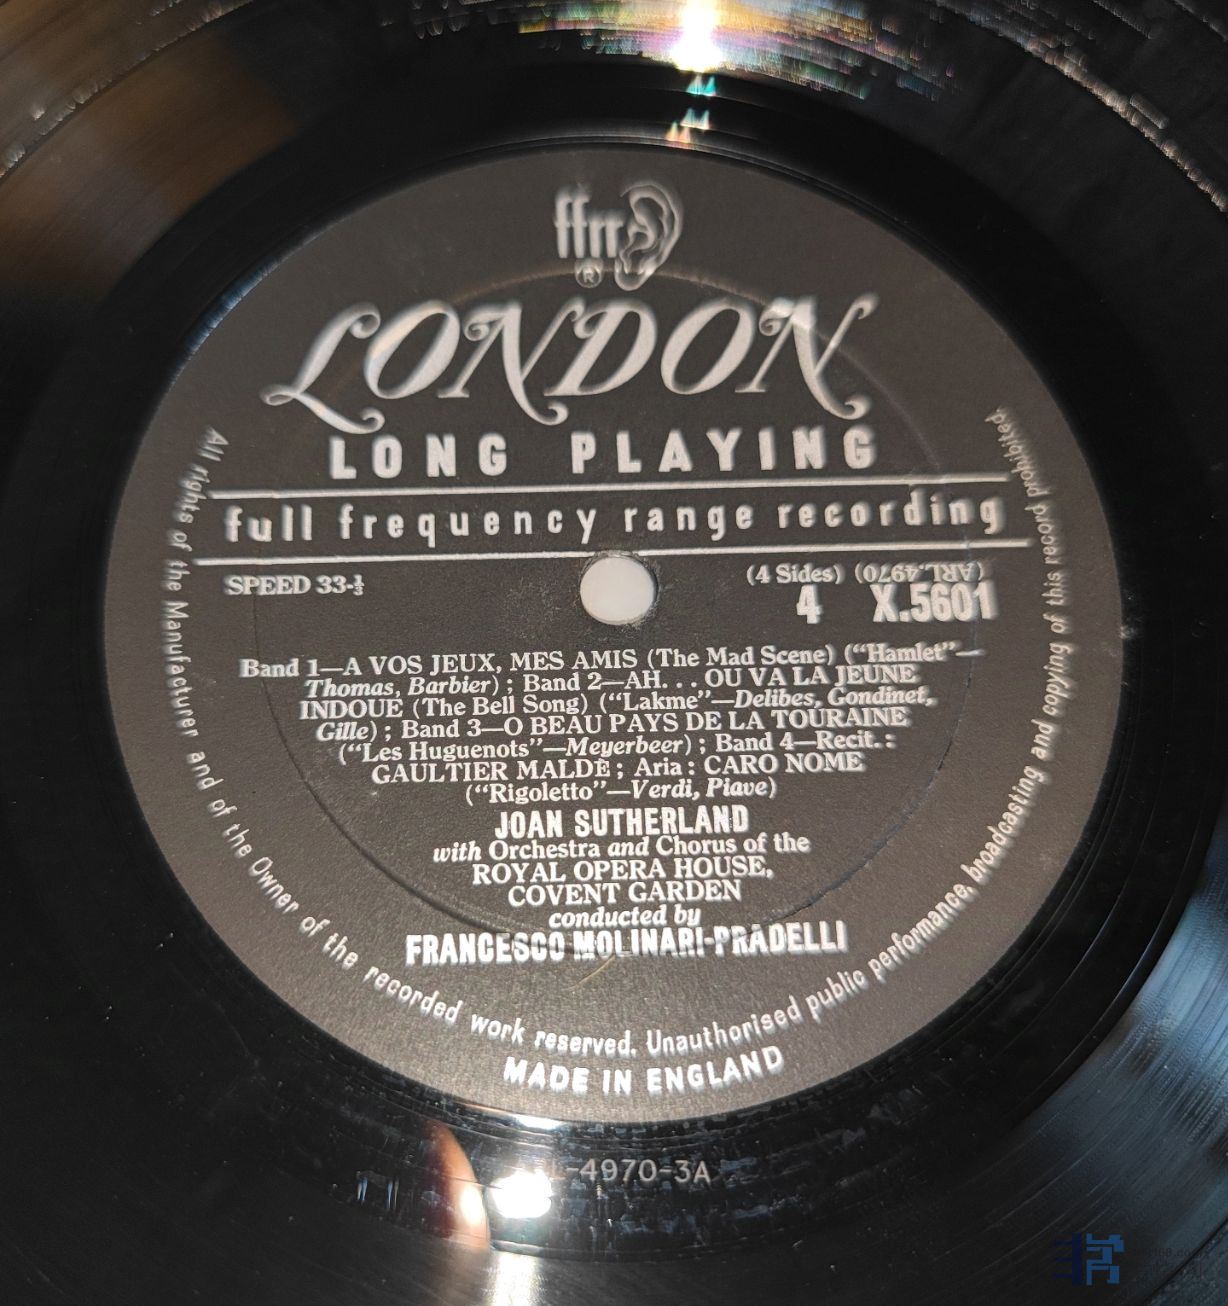 ffrr
®
LONDON
LONG PLAYING
full frequency range recording
SPEED 33-⅓
(4 Sides) (ARL.4970)
4 X.5601
Band 1—A VOS JEUX, MES AMIS (The Mad Scene) ("Hamlet"—
Thomas, Barbier) ; Band 2—AH. . . OU VA LA JEUNE
INDOUE (The Bell Song) ("Lakme"—Delibes, Gondinet,
Gille) ; Band 3—O BEAU PAYS DE LA TOURAINE
("Les Huguenots"—Meyerbeer) ; Band 4—Recit. :
GAULTIER MALDE ; Aria : CARO NOME
("Rigoletto"—Verdi, Piave)
JOAN SUTHERLAND
with Orchestra and Chorus of the
ROYAL OPERA HOUSE,
COVENT GARDEN
conducted by
FRANCESCO MOLINARI-PRADELLI
All rights of the Manufacturer and of the Owner of the recorded work reserved. Unauthorised public performance, broadcasting and copying of this record prohibited.
MADE IN ENGLAND
-4970-3A